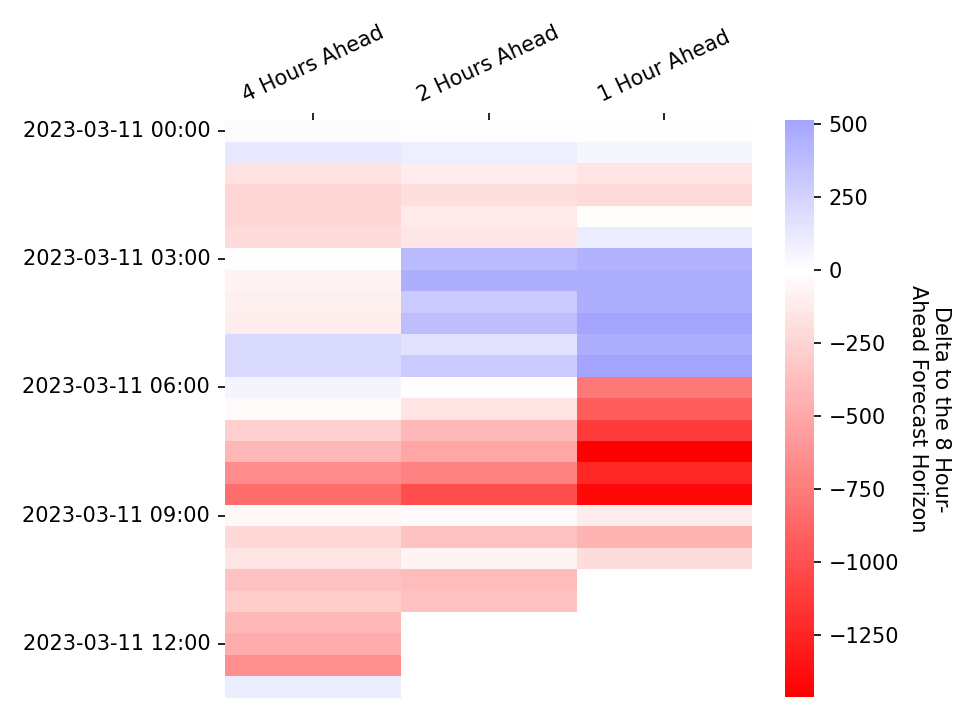 4 Hours Ahead
2 Hours Ahead
1 Hour Ahead
2023-03-11 00:00
2023-03-11 03:00
2023-03-11 06:00
2023-03-11 09:00
2023-03-11 12:00
500
250
0
−250
−500
−750
−1000
−1250
Delta to the 8 Hour-
Ahead Forecast Horizon